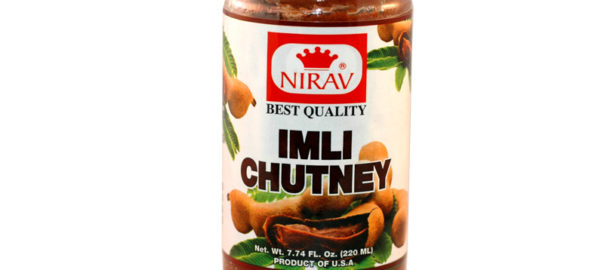 NIRAV®
BEST QUALITY
IMLI
CHUTNEY
Net. Wt. 7.74 FL. Oz. (220 ML)
PRODUCT OF U.S.A